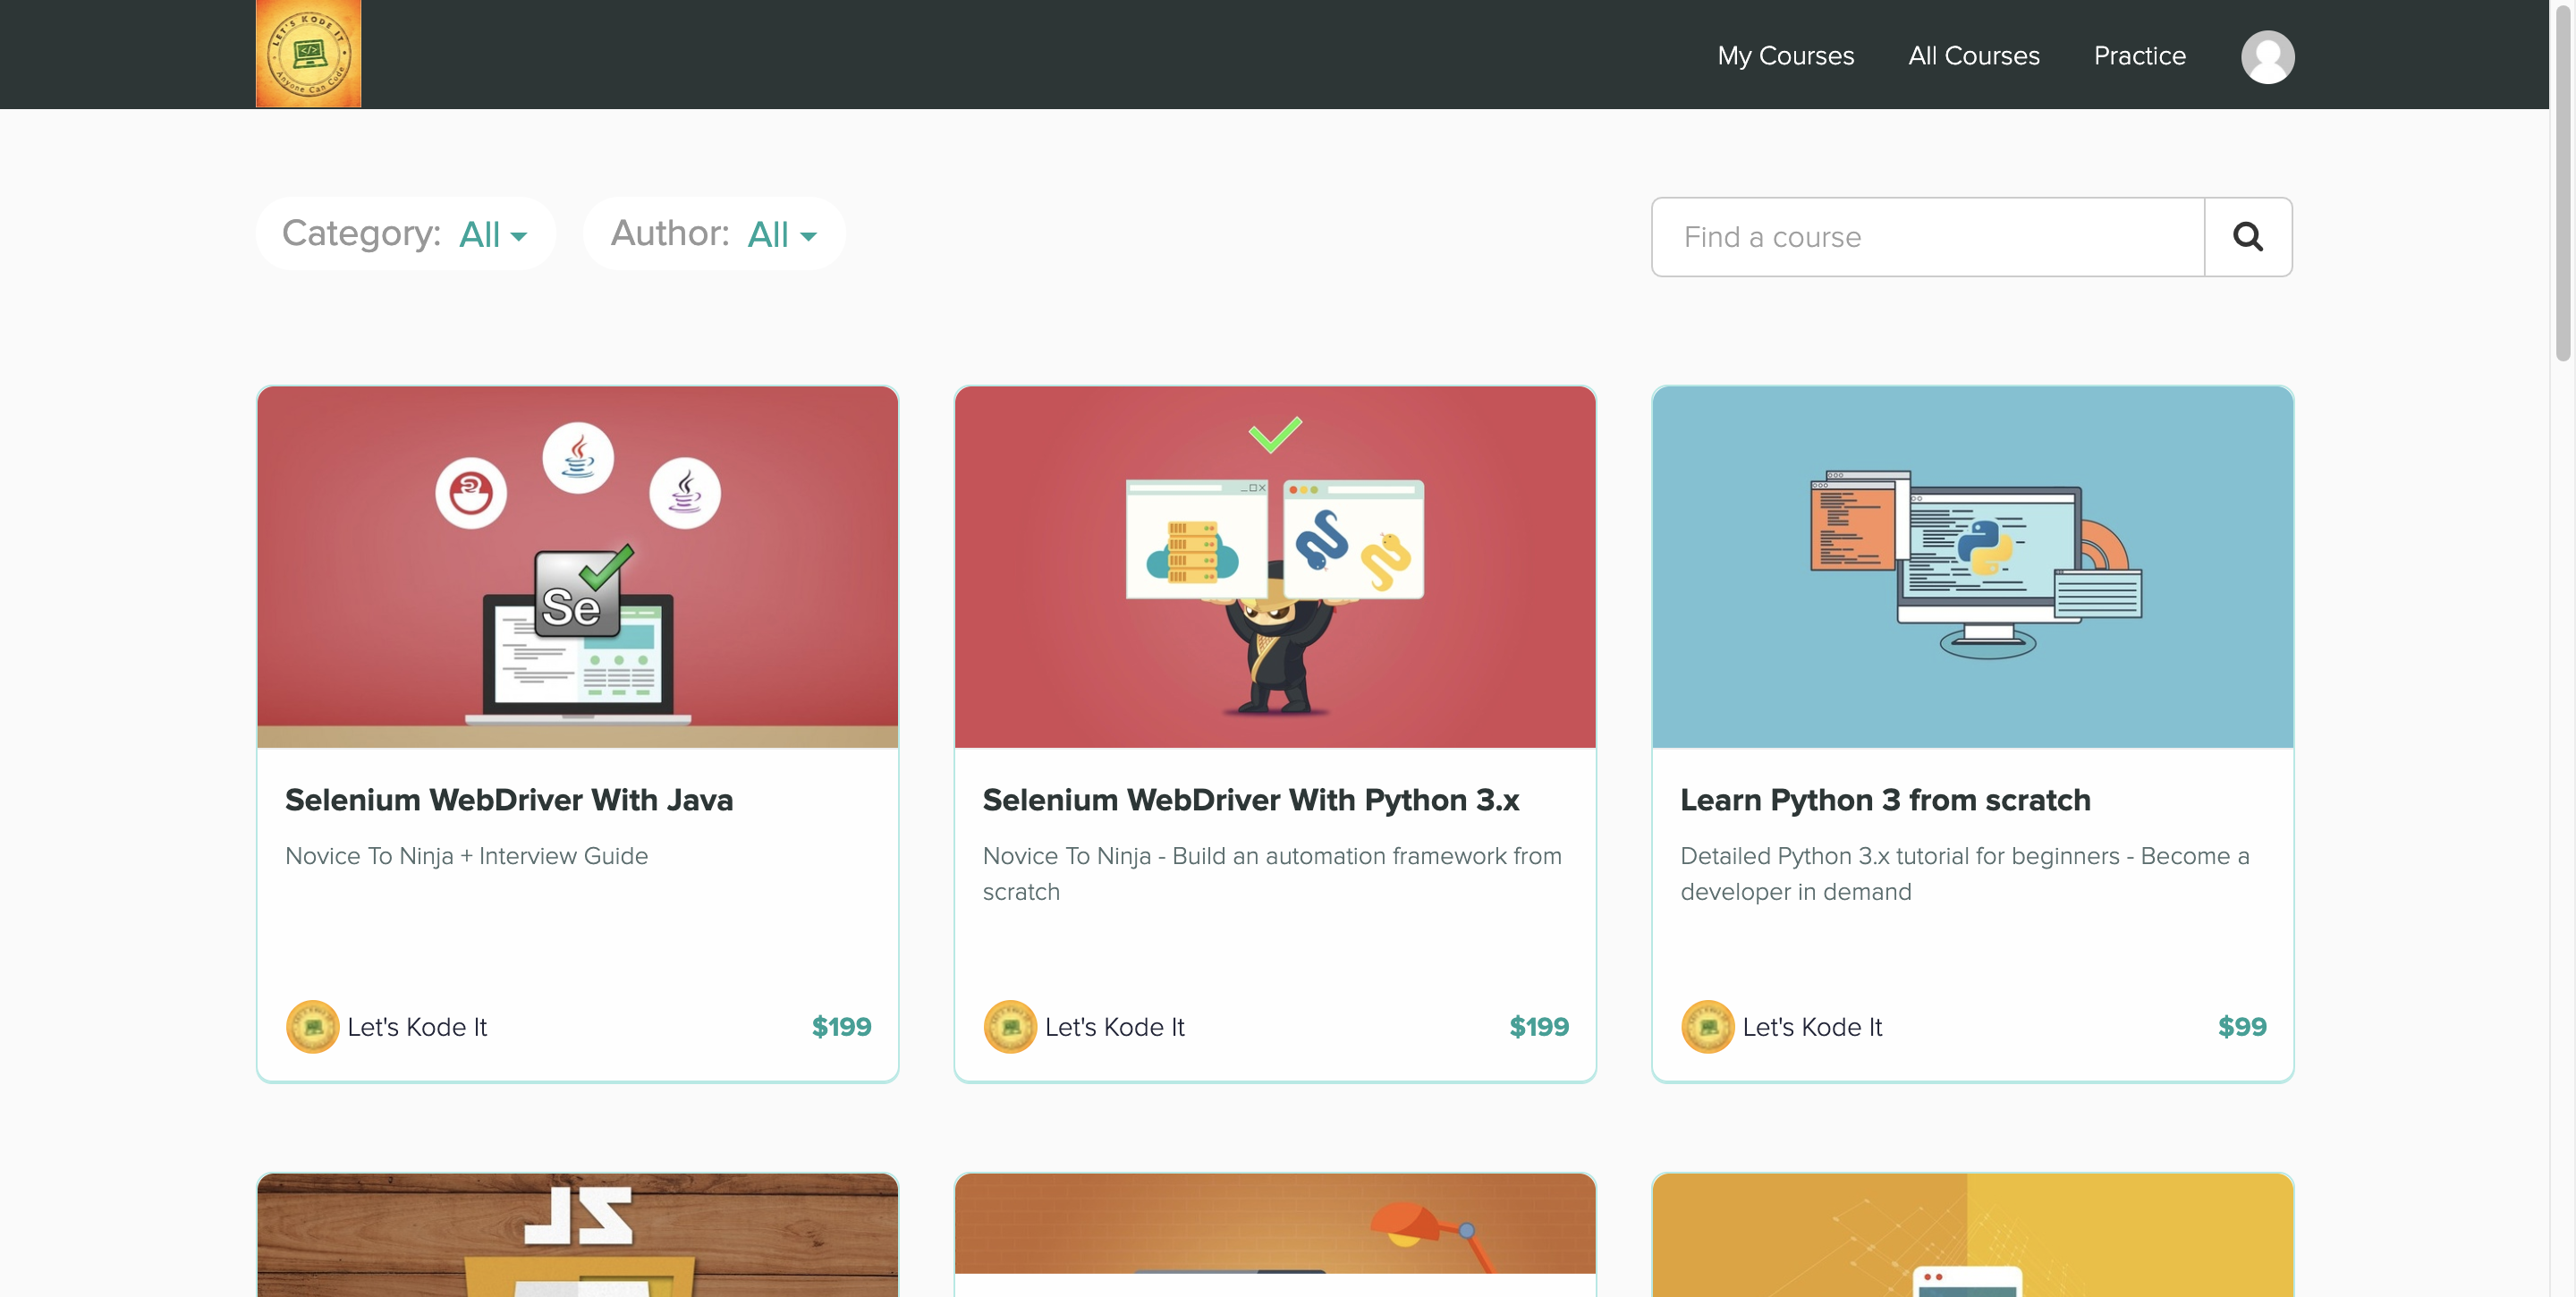 LET'S KODE IT
</>
Anyone Can Code
My Courses
All Courses
Practice
Category: All
Author: All
Find a course
Se
Selenium WebDriver With Java
Novice To Ninja + Interview Guide
Let's Kode It
$199
Selenium WebDriver With Python 3.x
Novice To Ninja - Build an automation framework from
scratch
Let's Kode It
$199
Learn Python 3 from scratch
Detailed Python 3.x tutorial for beginners - Become a
developer in demand
Let's Kode It
$99
JS